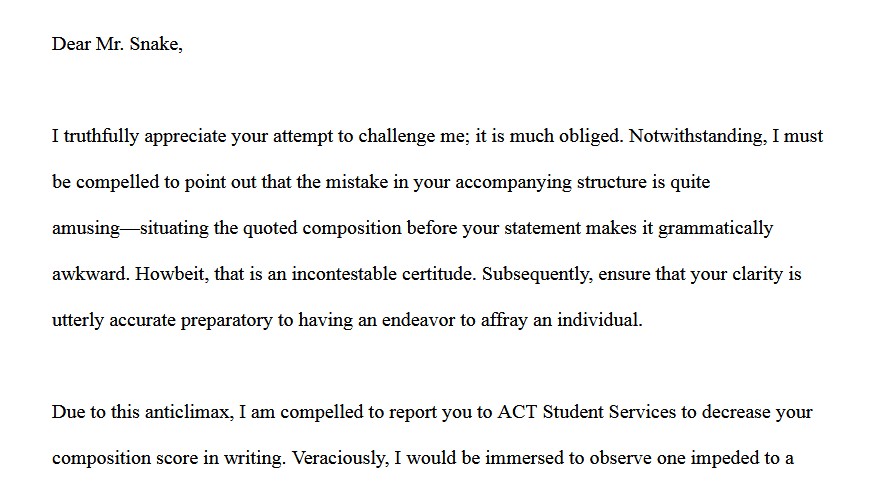 Dear Mr. Snake,
I truthfully appreciate your attempt to challenge me; it is much obliged. Notwithstanding, I must
be compelled to point out that the mistake in your accompanying structure is quite
amusing—situating the quoted composition before your statement makes it grammatically
awkward. Howbeit, that is an incontestable certitude. Subsequently, ensure that your clarity is
utterly accurate preparatory to having an endeavor to affray an individual.
Due to this anticlimax, I am compelled to report you to ACT Student Services to decrease your
composition score in writing. Veraciously, I would be immersed to observe one impeded to a